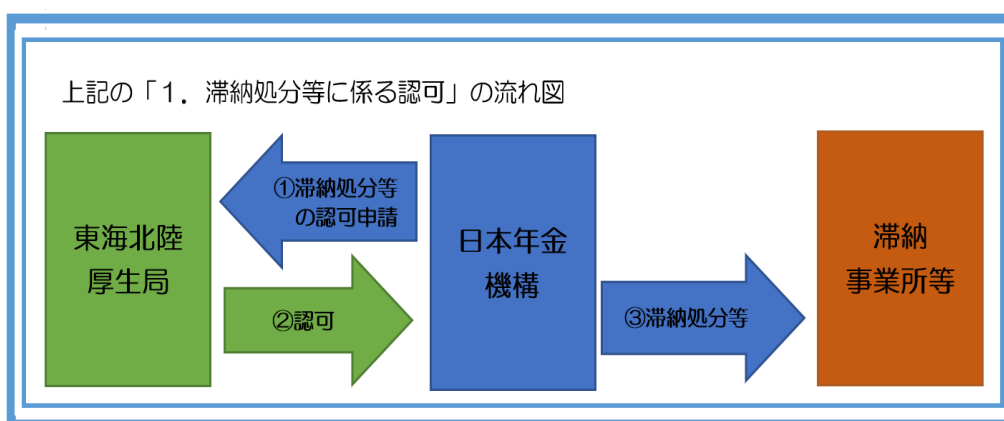 上記の「１．滞納処分等に係る認可」の流れ図
東海北陸
厚生局
①滞納処分等
の認可申請
②認可
日本年金
機構
③滞納処分等
滞納
事業所等